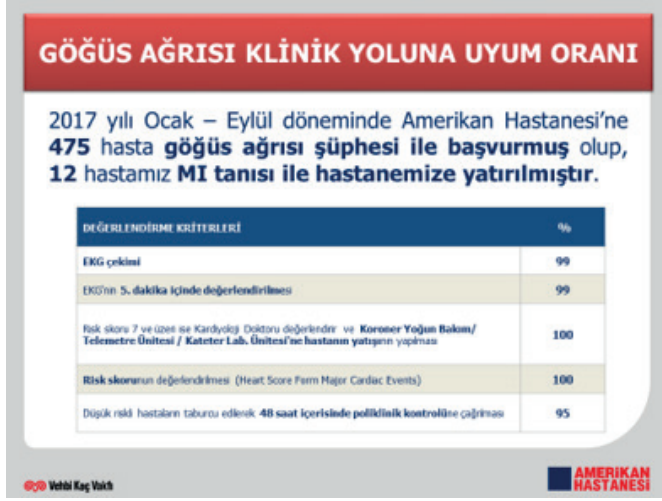 GÖĞÜS AĞRISI KLİNİK YOLUNA UYUM ORANI
2017 yılı Ocak – Eylül döneminde Amerikan Hastanesi'ne
475 hasta göğüs ağrısı şüphesi ile başvurmuş olup,
12 hastamız MI tanısı ile hastanemize yatırılmıştır.
DEĞERLENDİRME KRİTERLERİ %
EKG çekimi 99
EKG'nin 5. dakika içinde değerlendirilmesi 99
Risk skoru 7 ve üzeri ise Kardiyoloji Doktoru değerlendirir ve Koroner Yoğun Bakım/
Telemetre Ünitesi / Kateter Lab. Ünitesi'ne hastanın yatışının yapılması 100
Risk skorunun değerlendirilmesi (Heart Score Form Major Cardiac Events) 100
Düşük riskli hastaların taburcu edilerek 48 saat içerisinde poliklinik kontrolüne çağrılması 95
Vehbi Koç Vakfı
AMERİKAN
HASTANESİ